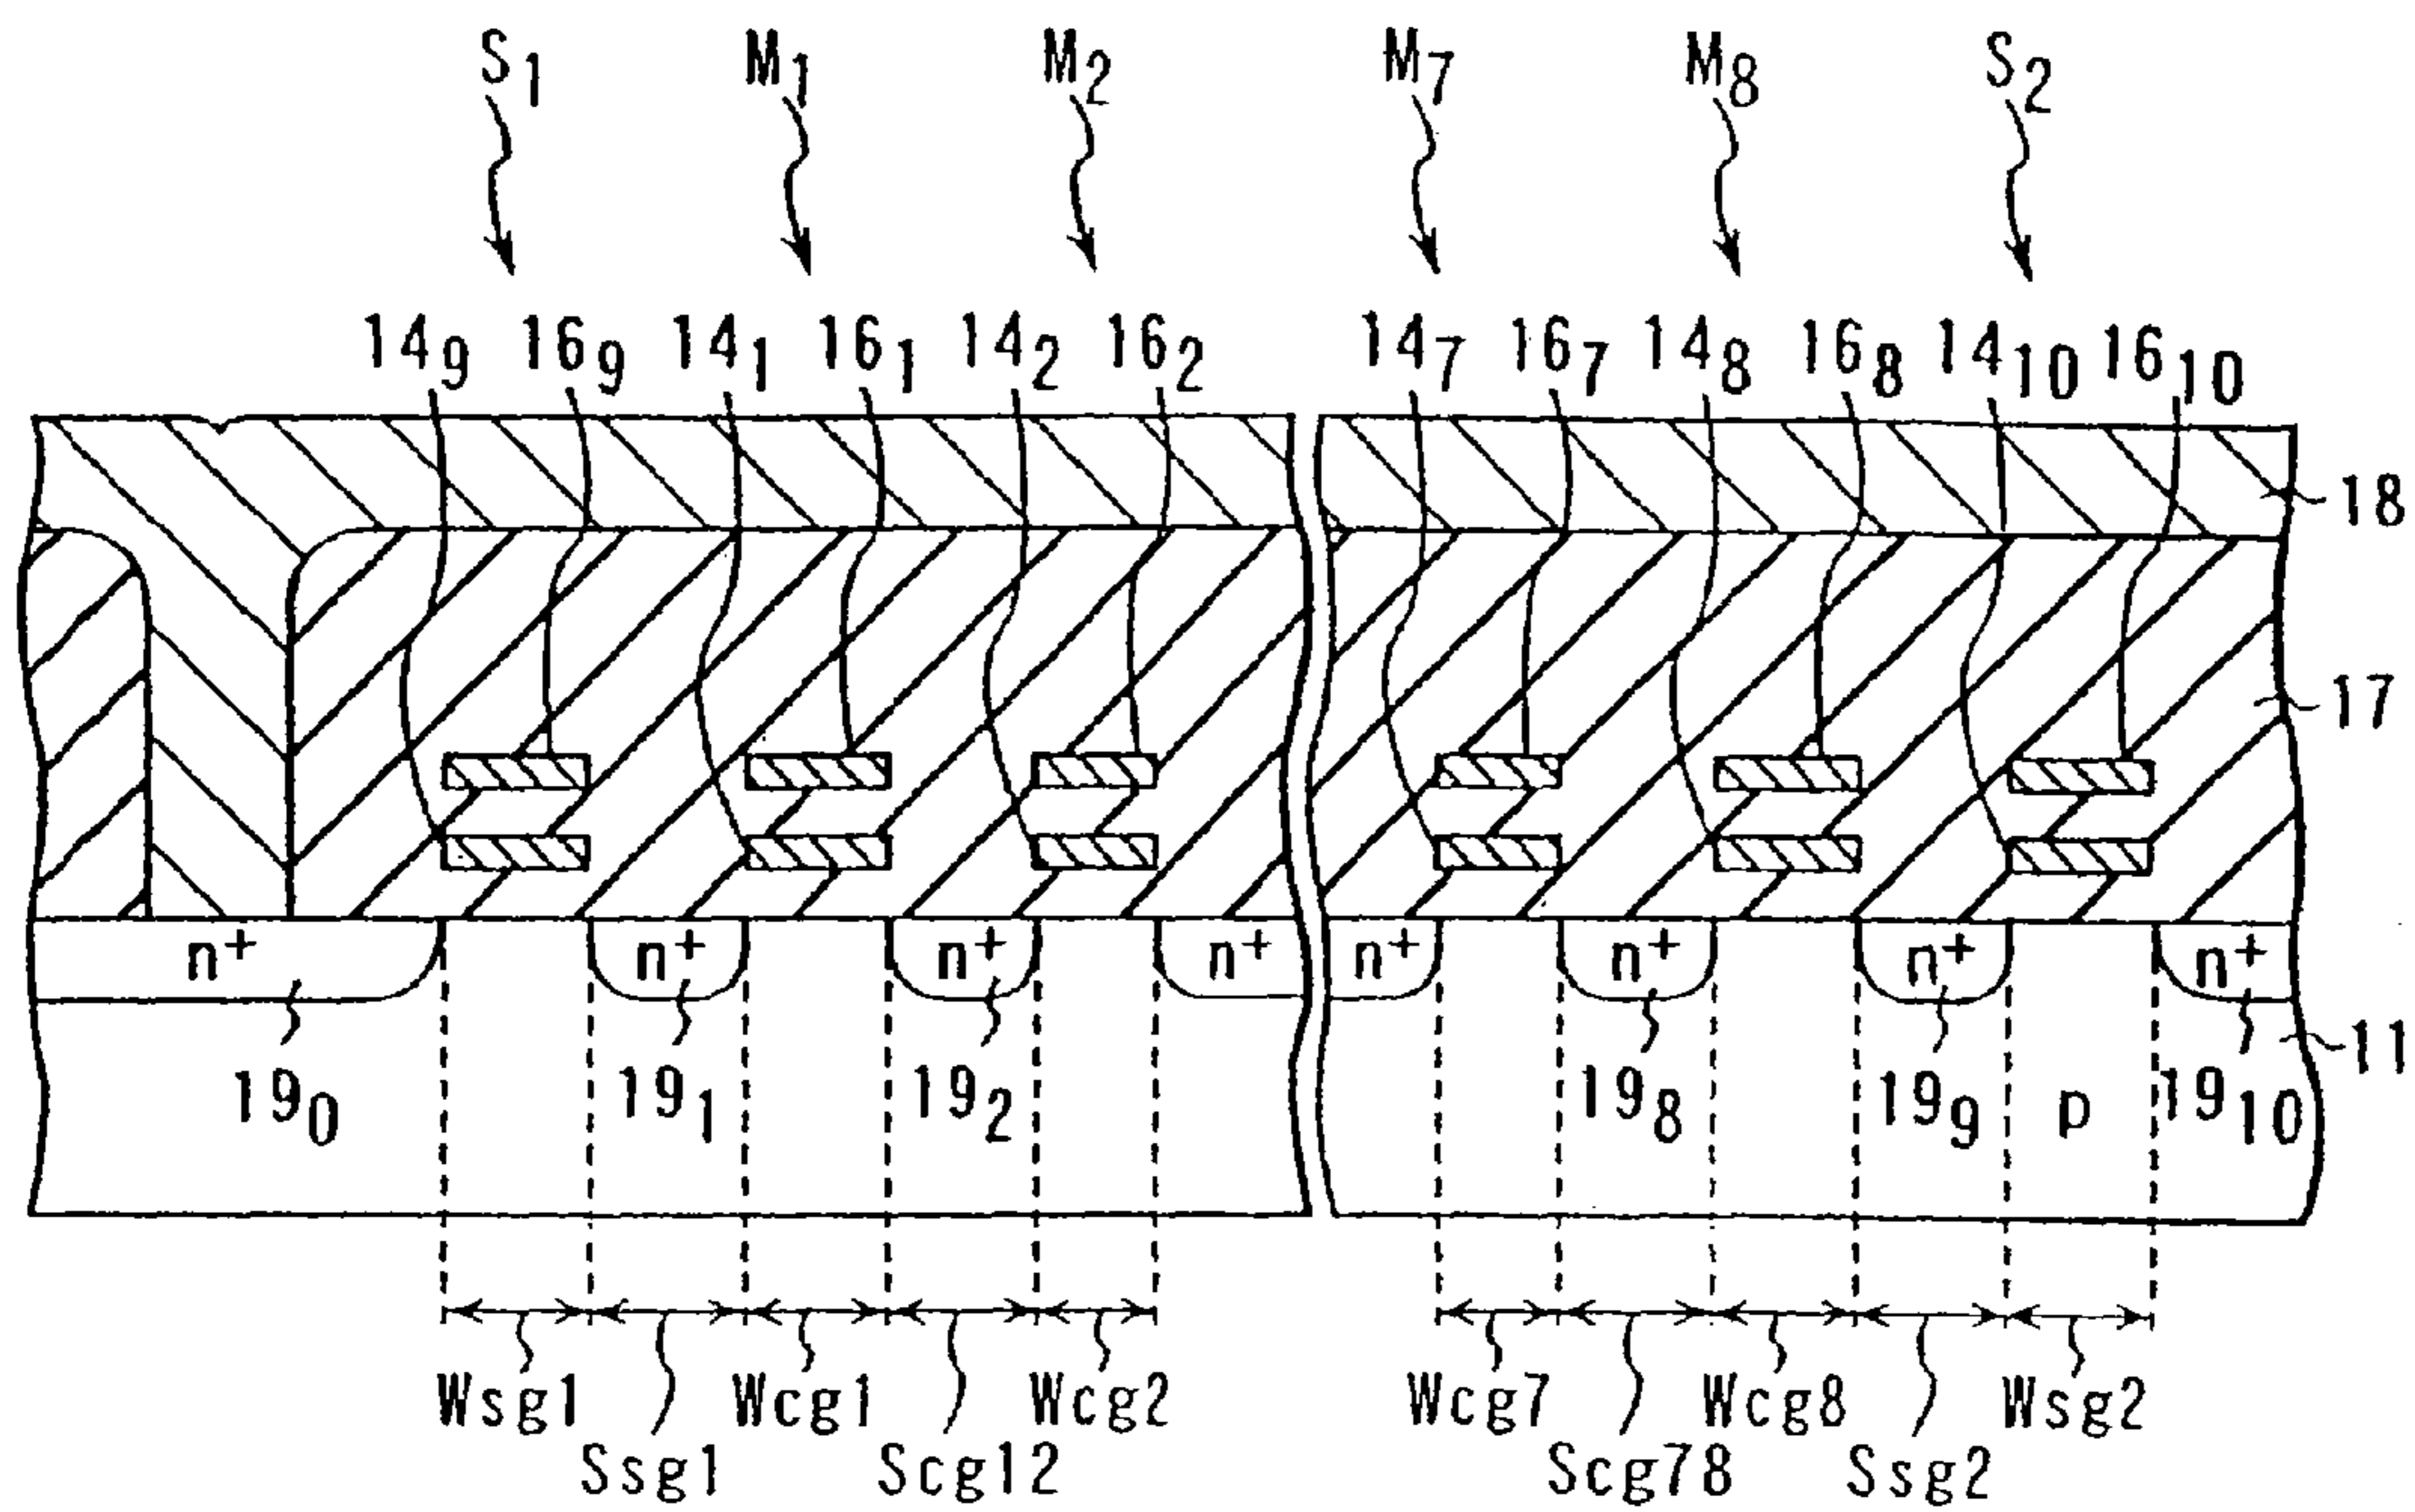 S1 M1 M2 M7 M8 S2
149 169 141 161 142 162 147 167 148 168 1410 1610
18
17
n+ n+ n+ n+ n+ n+ n+ n+
11
190 191 192 198 199 p 1910
Wsg1 Wcg1 Wcg2 Wcg7 Wcg8 Wsg2
Ssg1 Scg12 Scg78 Ssg2